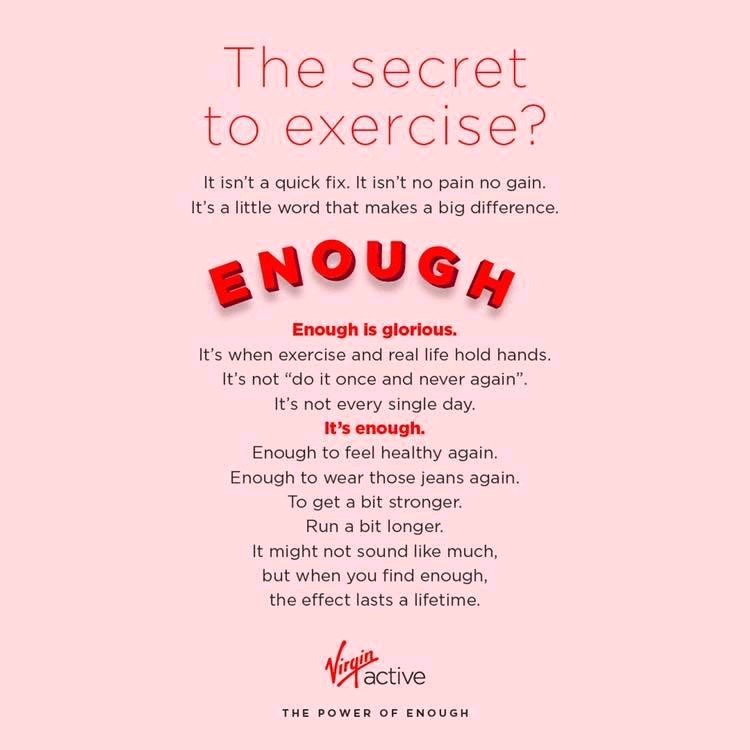 The secret
to exercise?
It isn’t a quick fix. It isn’t no pain no gain.
It’s a little word that makes a big difference.
ENOUGH
Enough is glorious.
It’s when exercise and real life hold hands.
It’s not “do it once and never again”.
It’s not every single day.
It’s enough.
Enough to feel healthy again.
Enough to wear those jeans again.
To get a bit stronger.
Run a bit longer.
It might not sound like much,
but when you find enough,
the effect lasts a lifetime.
Virgin
active
THE POWER OF ENOUGH